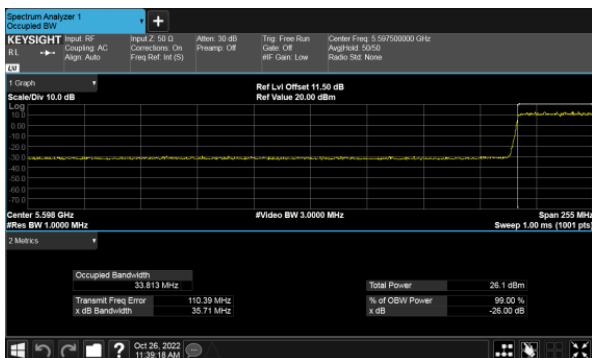 Spectrum Analyzer 1
Occupied BW
+
KEYSIGHT Input: RF Input Z: 50 Ω Atten: 30 dB Trig: Free Run Center Freq: 5.597500000 GHz
RL Coupling: AC Corrections: On Preamp: Off Gate: Off Avg|Hold: 50/50
Align: Auto Freq Ref: Int (S) #IF Gain: Low Radio Std: None
1 Graph
Ref Lvl Offset 11.50 dB
Scale/Div 10.0 dB Ref Value 20.00 dBm
Log
10.0
0.00
-10.0
-20.0
-30.0
-40.0
-50.0
-60.0
-70.0
Center 5.598 GHz #Video BW 3.0000 MHz Span 255 MHz
#Res BW 1.0000 MHz Sweep 1.00 ms (1001 pts)
2 Metrics
Occupied Bandwidth
33.813 MHz Total Power 26.1 dBm
Transmit Freq Error 110.39 MHz % of OBW Power 99.00 %
x dB Bandwidth 35.71 MHz x dB -26.00 dB
? Oct 26, 2022
11:39:18 AM